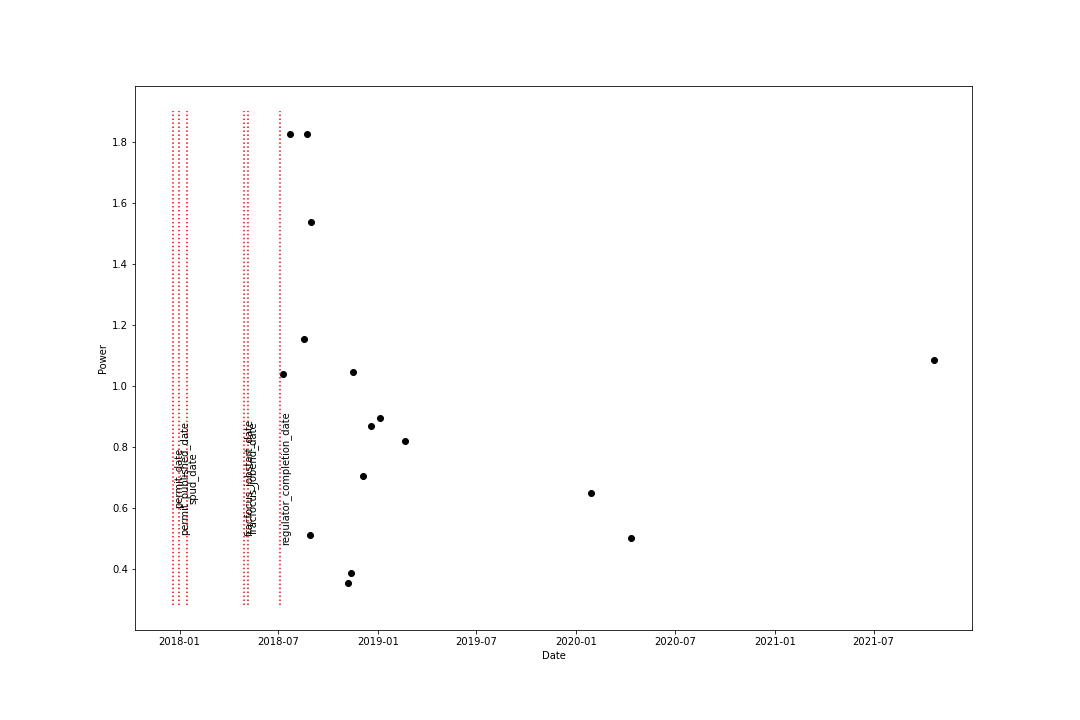 1.8
1.6
1.4
1.2
1.0
0.8
0.6
0.4
Power
permit_date
permit_published_date
spud_date
fracfocus_jobstart_date
fracfocus_jobend_date
regulator_completion_date
2018-01
2018-07
2019-01
2019-07
2020-01
2020-07
2021-01
2021-07
Date